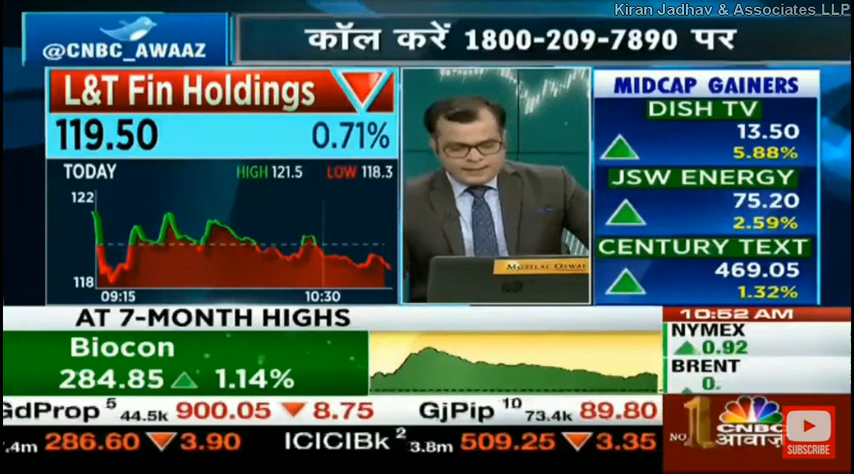 Kiran Jadhav & Associates LLP
@CNBC_AWAAZ
कॉल करें 1800-209-7890 पर
L&T Fin Holdings
119.50 0.71%
TODAY HIGH 121.5 LOW 118.3
122
118
09:15 10:30
MIDCAP GAINERS
DISH TV
13.50
5.88%
JSW ENERGY
75.20
2.59%
CENTURY TEXT
469.05
1.32%
AT 7-MONTH HIGHS
Biocon
284.85 1.14%
10:52 AM
NYMEX
0.92
BRENT
0.
GdProp 5 44.5k 900.05 8.75 GjPip 10 73.4k 89.80
.4m 286.60 3.90 ICICIBk 2 3.8m 509.25 3.35
NO 1 CNBC
आवाज़
SUBSCRIBE